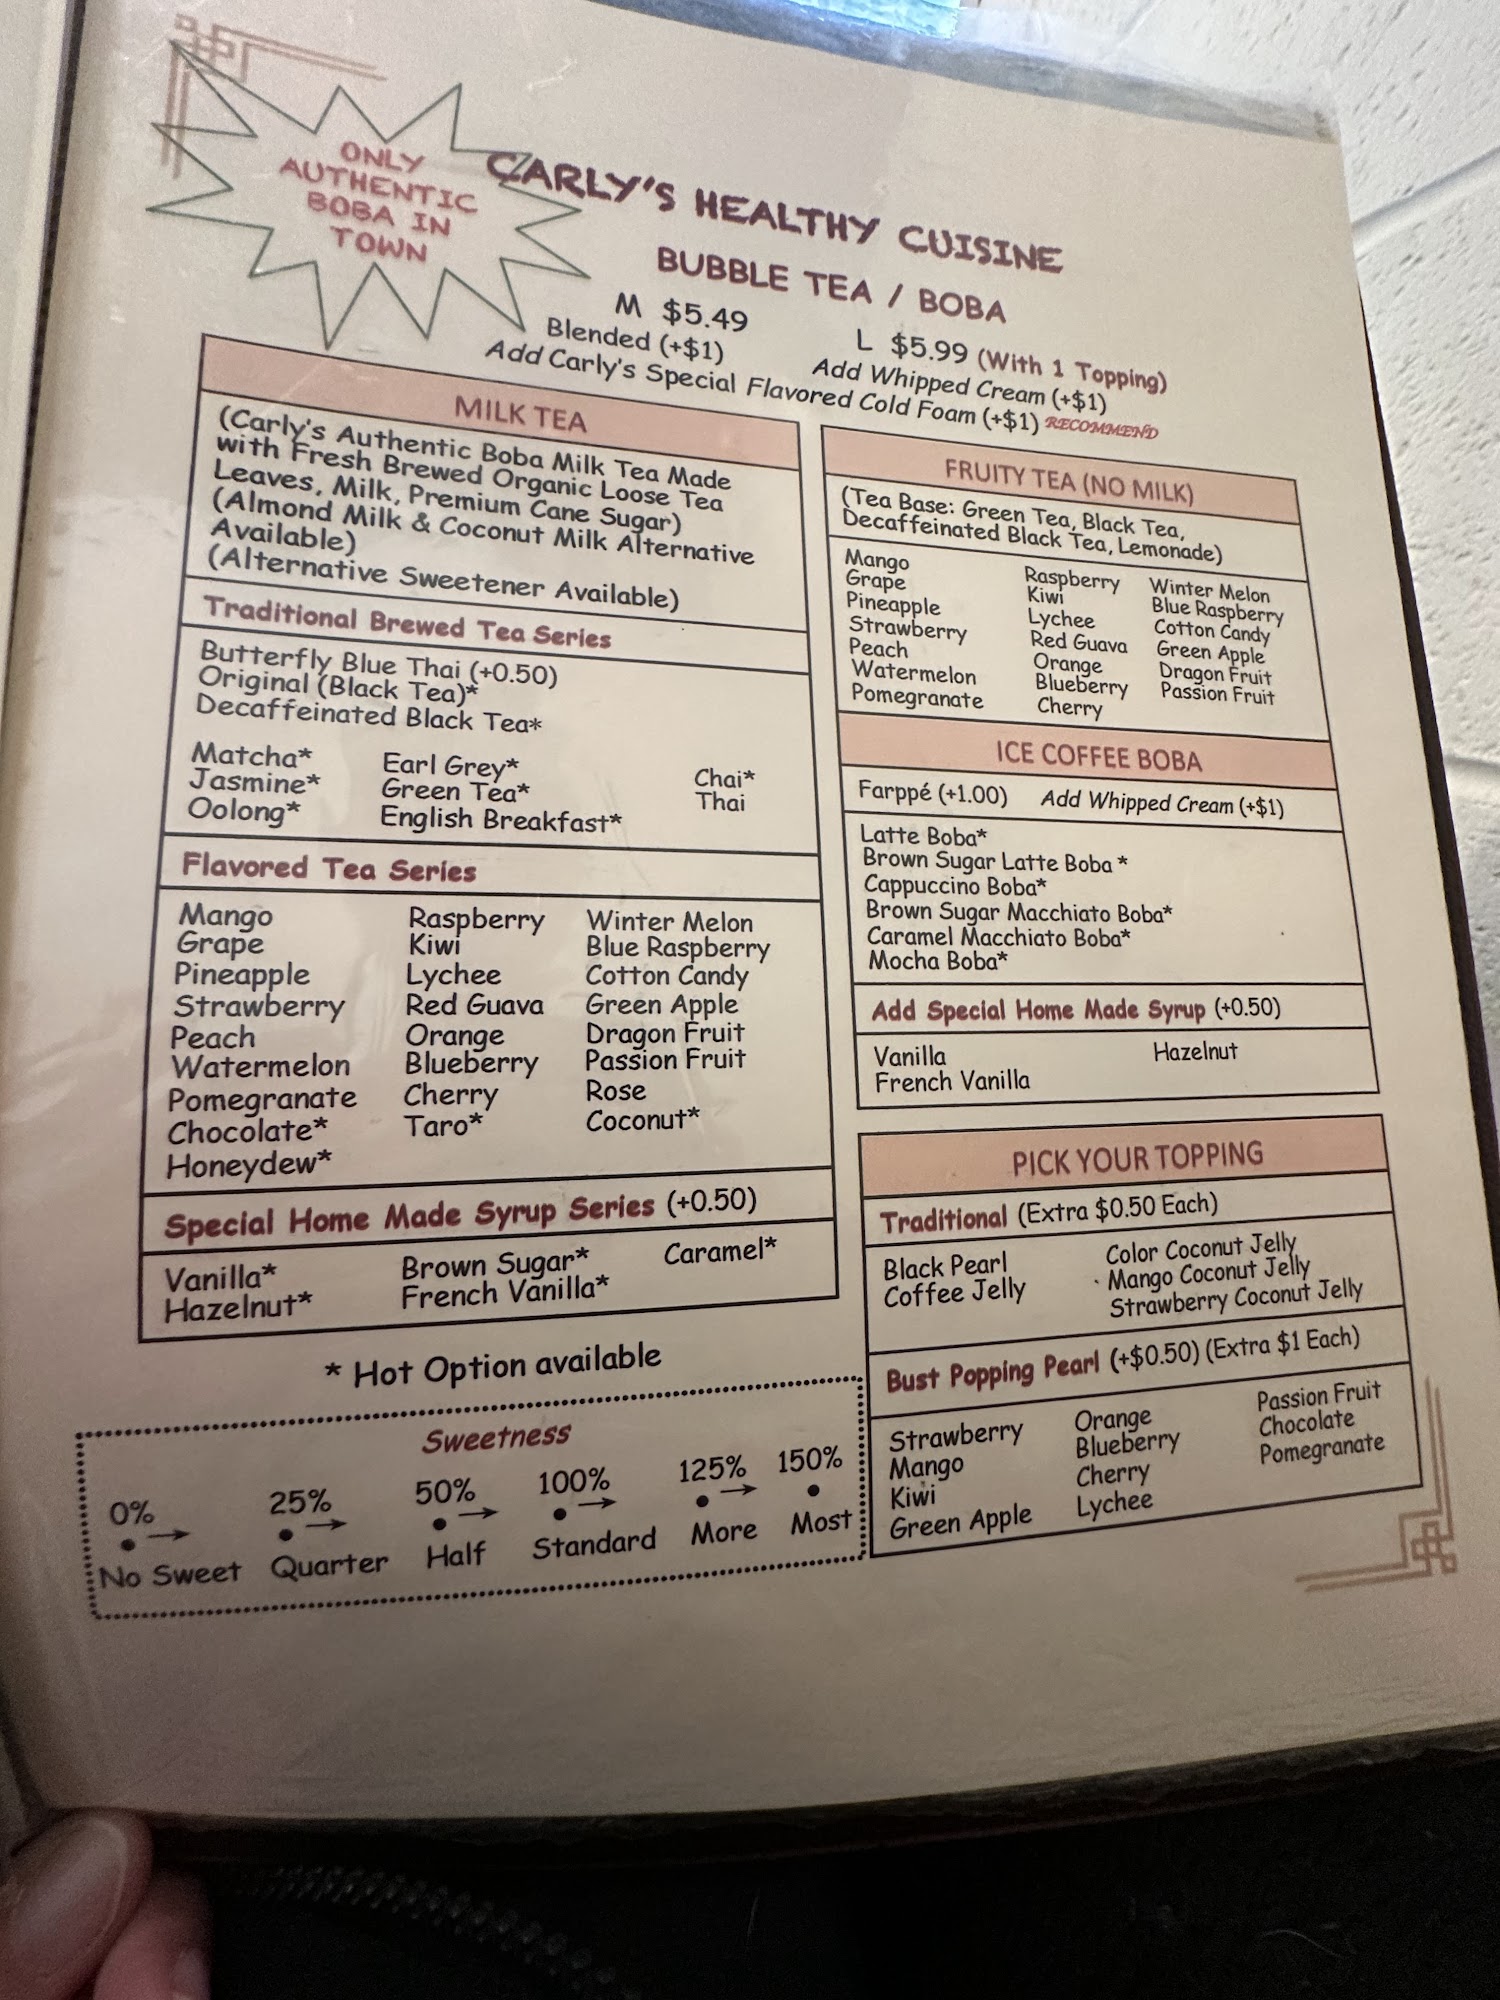 ONLY
AUTHENTIC
BOBA IN
TOWN
CARLY'S HEALTHY CUISINE
BUBBLE TEA / BOBA
M $5.49 L $5.99 (With 1 Topping)
Blended (+$1) Add Whipped Cream (+$1)
Add Carly's Special Flavored Cold Foam (+$1) RECOMMEND
MILK TEA
(Carly's Authentic Boba Milk Tea Made
with Fresh Brewed Organic Loose Tea
Leaves, Milk, Premium Cane Sugar)
(Almond Milk & Coconut Milk Alternative
Available)
(Alternative Sweetener Available)
Traditional Brewed Tea Series
Butterfly Blue Thai (+0.50)
Original (Black Tea)*
Decaffeinated Black Tea*
Matcha* Earl Grey* Chai*
Jasmine* Green Tea* Thai
Oolong* English Breakfast*
Flavored Tea Series
Mango Raspberry Winter Melon
Grape Kiwi Blue Raspberry
Pineapple Lychee Cotton Candy
Strawberry Red Guava Green Apple
Peach Orange Dragon Fruit
Watermelon Blueberry Passion Fruit
Pomegranate Cherry Rose
Chocolate* Taro* Coconut*
Honeydew*
Special Home Made Syrup Series (+0.50)
Vanilla* Brown Sugar* Caramel*
Hazelnut* French Vanilla*
* Hot Option available
Sweetness
0% 25% 50% 100% 125% 150%
No Sweet Quarter Half Standard More Most
FRUITY TEA (NO MILK)
(Tea Base: Green Tea, Black Tea,
Decaffeinated Black Tea, Lemonade)
Mango Raspberry Winter Melon
Grape Kiwi Blue Raspberry
Pineapple Lychee Cotton Candy
Strawberry Red Guava Green Apple
Peach Orange Dragon Fruit
Watermelon Blueberry Passion Fruit
Pomegranate Cherry
ICE COFFEE BOBA
Farppé (+1.00) Add Whipped Cream (+$1)
Latte Boba*
Brown Sugar Latte Boba *
Cappuccino Boba*
Brown Sugar Macchiato Boba*
Caramel Macchiato Boba*
Mocha Boba*
Add Special Home Made Syrup (+0.50)
Vanilla Hazelnut
French Vanilla
PICK YOUR TOPPING
Traditional (Extra $0.50 Each)
Black Pearl Color Coconut Jelly
Coffee Jelly Mango Coconut Jelly
Strawberry Coconut Jelly
Bust Popping Pearl (+$0.50) (Extra $1 Each)
Strawberry Orange Passion Fruit
Mango Blueberry Chocolate
Kiwi Cherry Pomegranate
Green Apple Lychee